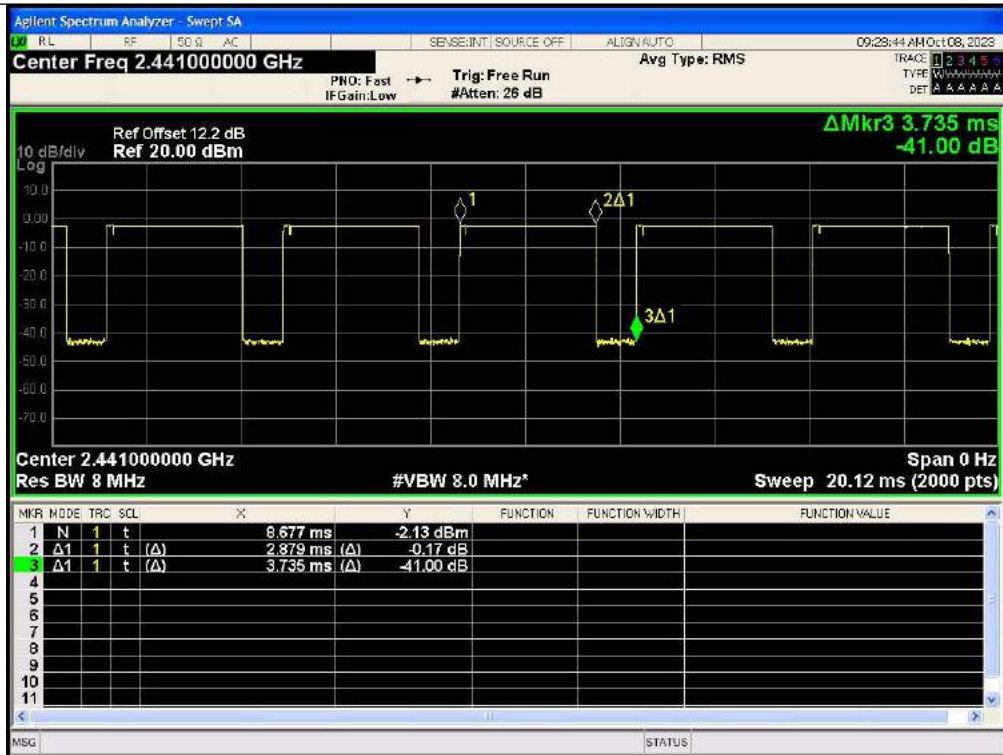 Agilent Spectrum Analyzer - Swept SA
LXI RL RF 50 Ω AC SENSE:INT SOURCE OFF ALIGN AUTO 09:28:44 AM Oct 08, 2023
Center Freq 2.441000000 GHz Avg Type: RMS TRACE 1 2 3 4 5 6
PNO: Fast Trig: Free Run TYPE WWWWWW
IFGain:Low #Atten: 26 dB DET A A A A A A
ΔMkr3 3.735 ms
Ref Offset 12.2 dB
10 dB/div Ref 20.00 dBm -41.00 dB
Log
10.0
0.00
-10.0
-20.0
-30.0
-40.0
-50.0
-60.0
-70.0
1
2Δ1
3Δ1
Center 2.441000000 GHz Span 0 Hz
Res BW 8 MHz #VBW 8.0 MHz* Sweep 20.12 ms (2000 pts)
MKR MODE TRC SCL X Y FUNCTION FUNCTION WIDTH FUNCTION VALUE
1 N 1 t 8.677 ms -2.13 dBm
2 Δ1 1 t (Δ) 2.879 ms (Δ) -0.17 dB
3 Δ1 1 t (Δ) 3.735 ms (Δ) -41.00 dB
4
5
6
7
8
9
10
11
MSG STATUS